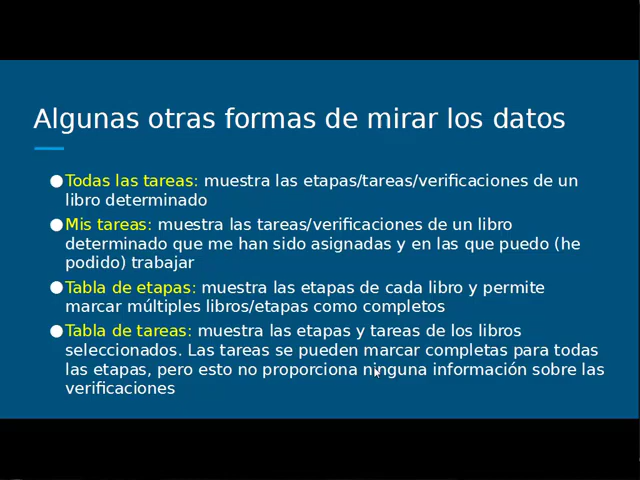 Algunas otras formas de mirar los datos
●Todas las tareas: muestra las etapas/tareas/verificaciones de un
libro determinado
●Mis tareas: muestra las tareas/verificaciones de un libro
determinado que me han sido asignadas y en las que puedo (he
podido) trabajar
●Tabla de etapas: muestra las etapas de cada libro y permite
marcar múltiples libros/etapas como completos
●Tabla de tareas: muestra las etapas y tareas de los libros
seleccionados. Las tareas se pueden marcar completas para todas
las etapas, pero esto no proporciona ninguna información sobre las
verificaciones